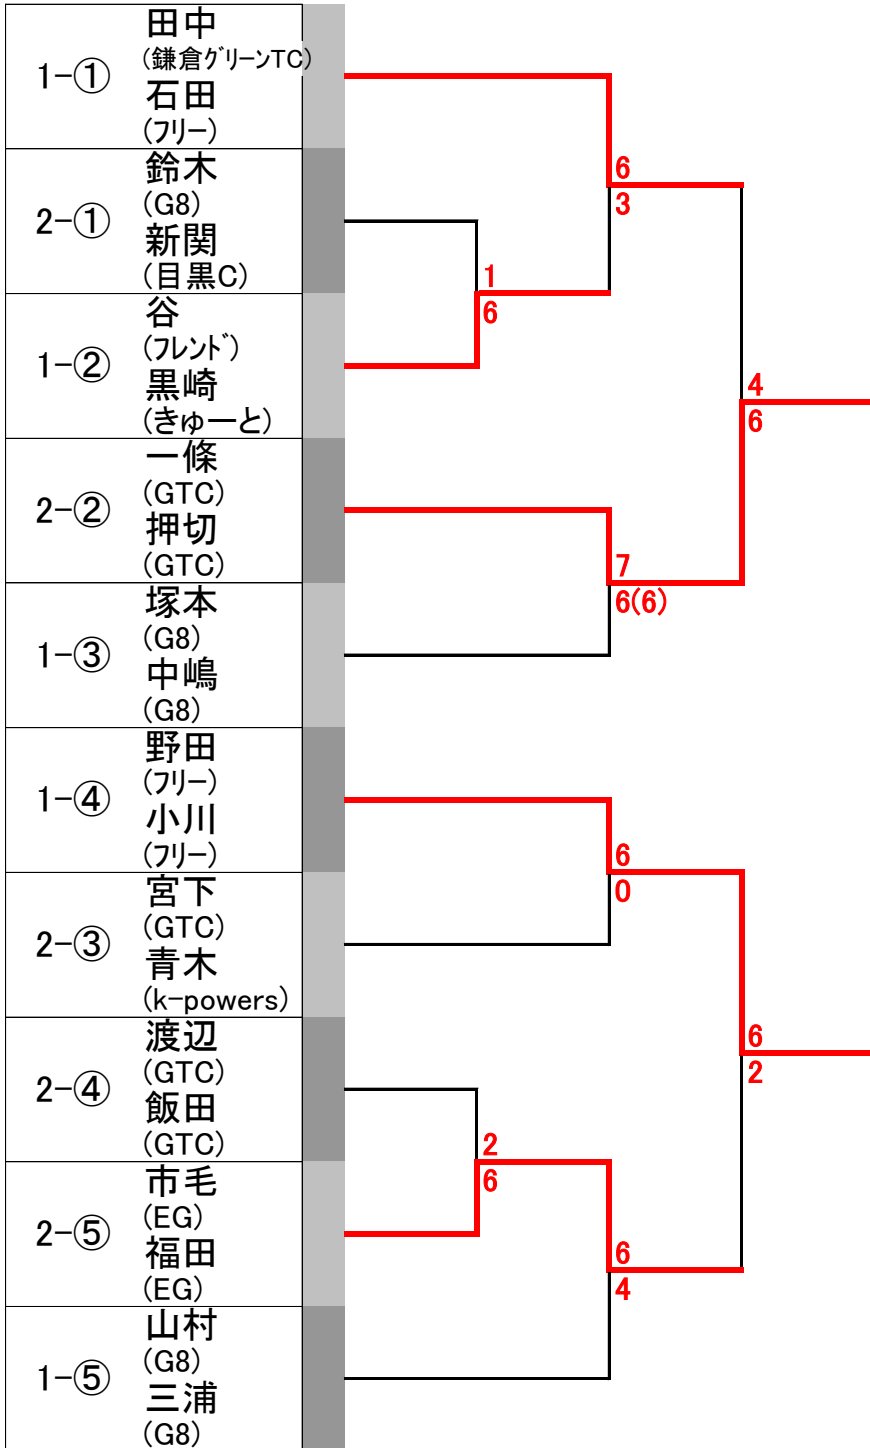 1-①
田中
(鎌倉ｸﾞﾘｰﾝTC)
石田
(ﾌﾘｰ)
2-①
鈴木
(G8)
新関
(目黒C)
1-②
谷
(ﾌﾚﾝﾄﾞ)
黒崎
(きゅーと)
2-②
一條
(GTC)
押切
(GTC)
1-③
塚本
(G8)
中嶋
(G8)
1-④
野田
(ﾌﾘｰ)
小川
(ﾌﾘｰ)
2-③
宮下
(GTC)
青木
(k-powers)
2-④
渡辺
(GTC)
飯田
(GTC)
2-⑤
市毛
(EG)
福田
(EG)
1-⑤
山村
(G8)
三浦
(G8)
1
6
2
6
6
3
7
6(6)
6
0
6
4
4
6
6
2